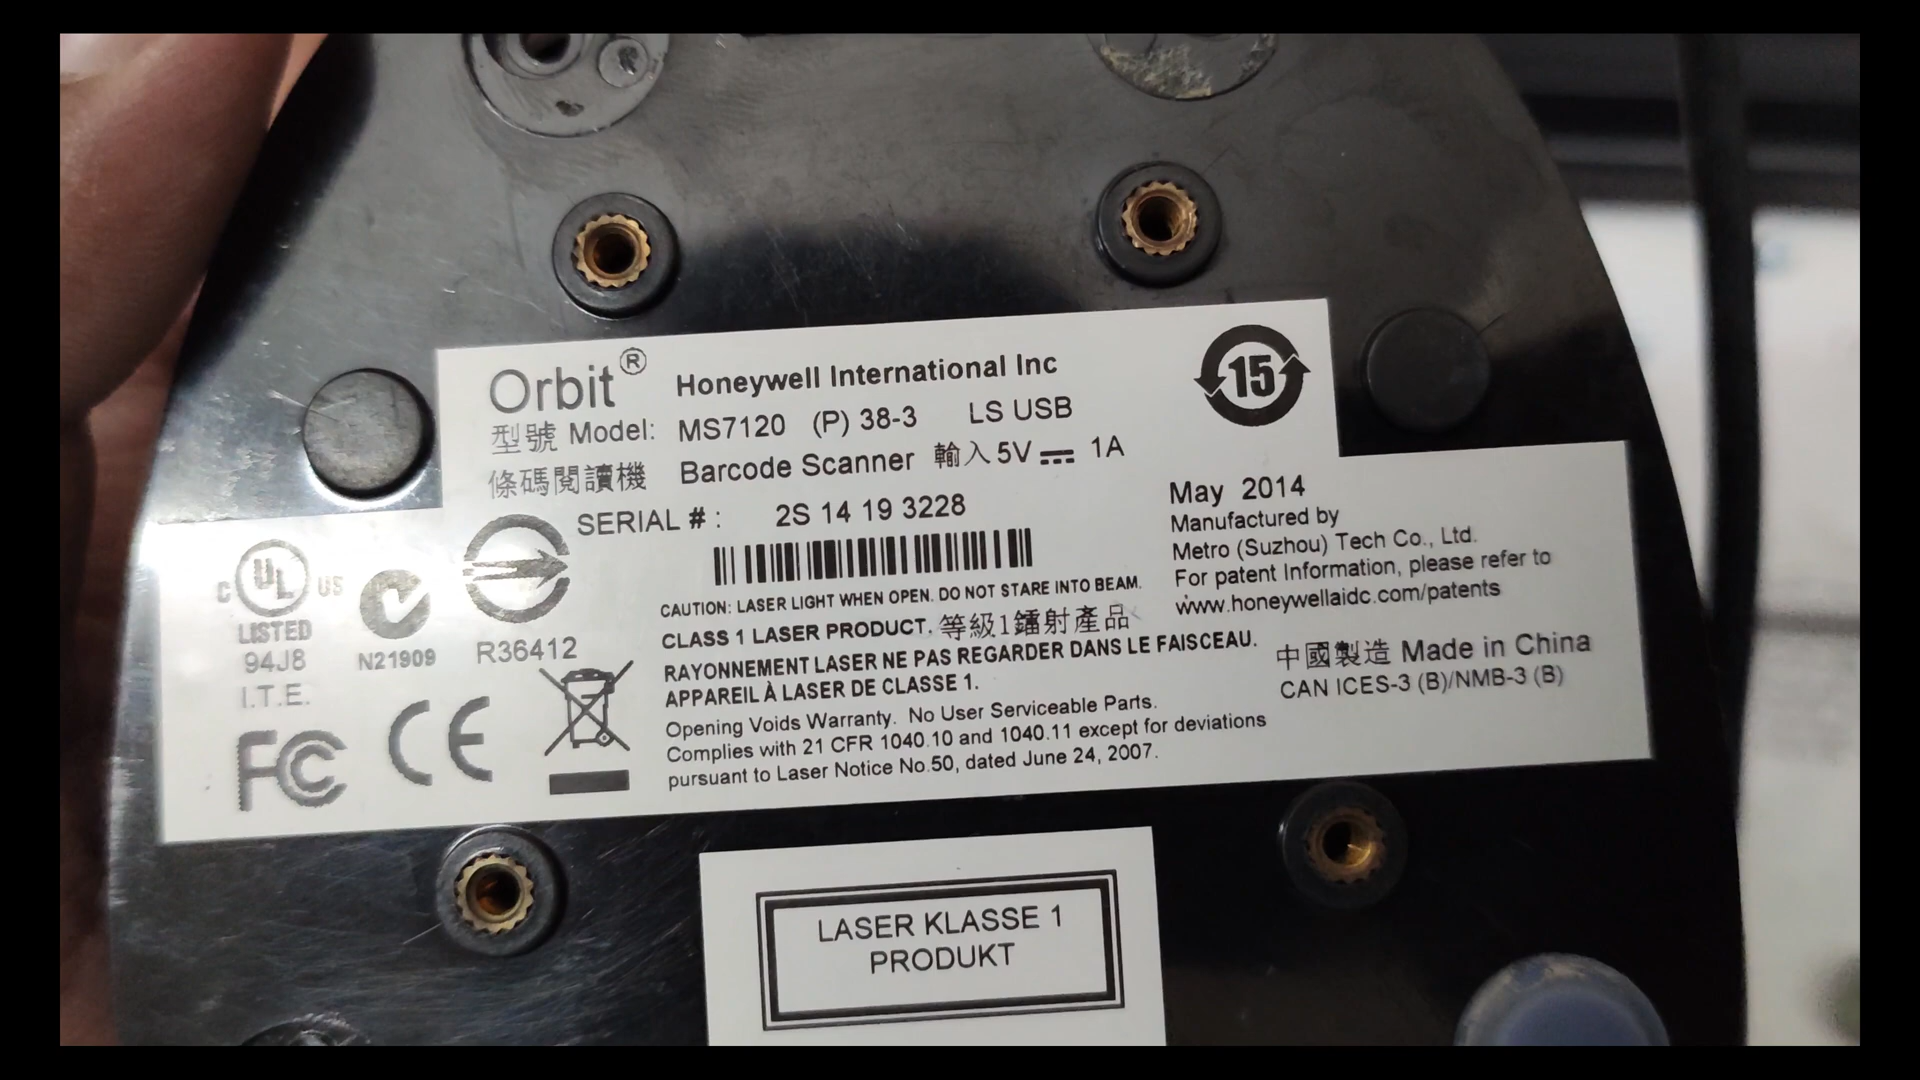 Orbit® Honeywell International Inc
15
型號 Model: MS7120 (P) 38-3 LS USB
條碼閱讀機 Barcode Scanner 輸入 5V ⎓ 1A
SERIAL # : 2S 14 19 3228
May 2014
Manufactured by
Metro (Suzhou) Tech Co., Ltd.
For patent Information, please refer to
www.honeywellaidc.com/patents
CAUTION: LASER LIGHT WHEN OPEN. DO NOT STARE INTO BEAM.
CLASS 1 LASER PRODUCT. 等級1鐳射產品
RAYONNEMENT LASER NE PAS REGARDER DANS LE FAISCEAU.
APPAREIL À LASER DE CLASSE 1.
Opening Voids Warranty. No User Serviceable Parts.
Complies with 21 CFR 1040.10 and 1040.11 except for deviations
pursuant to Laser Notice No.50, dated June 24, 2007.
中國製造 Made in China
CAN ICES-3 (B)/NMB-3 (B)
C UL US
LISTED
94J8
I.T.E.
N21909
R36412
FC CE
LASER KLASSE 1
PRODUKT